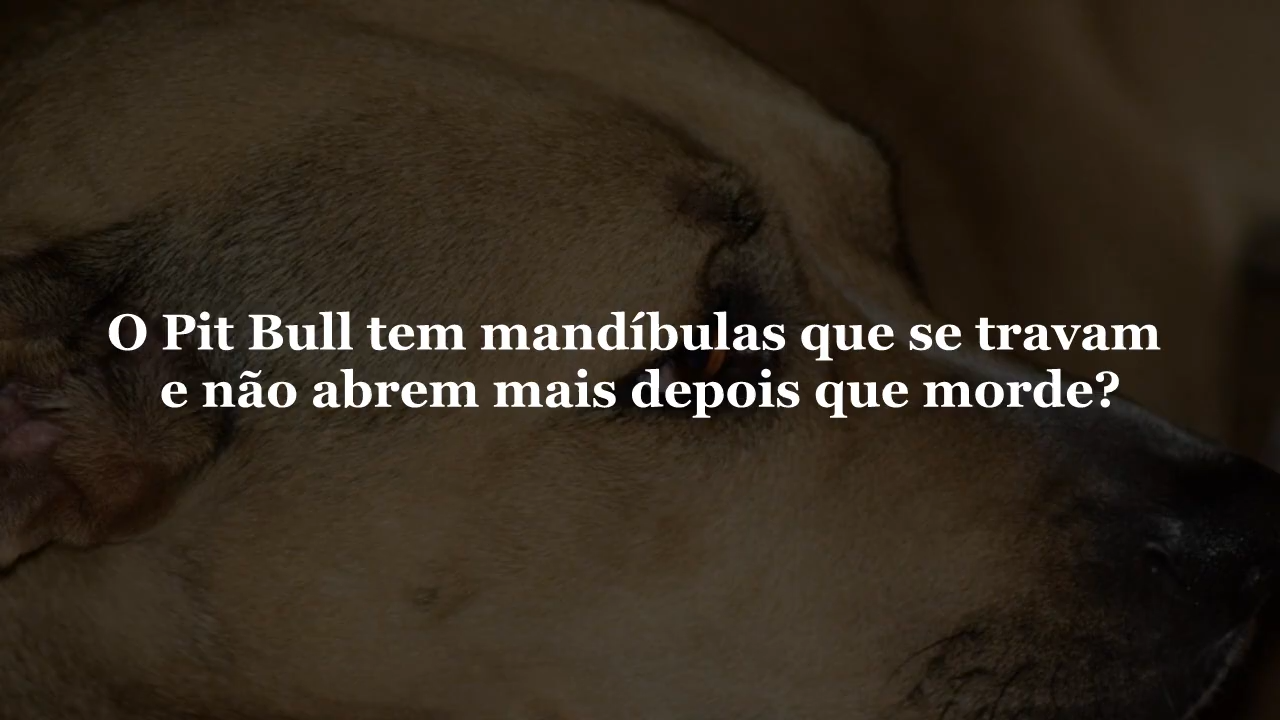 O Pit Bull tem mandíbulas que se travam
e não abrem mais depois que morde?